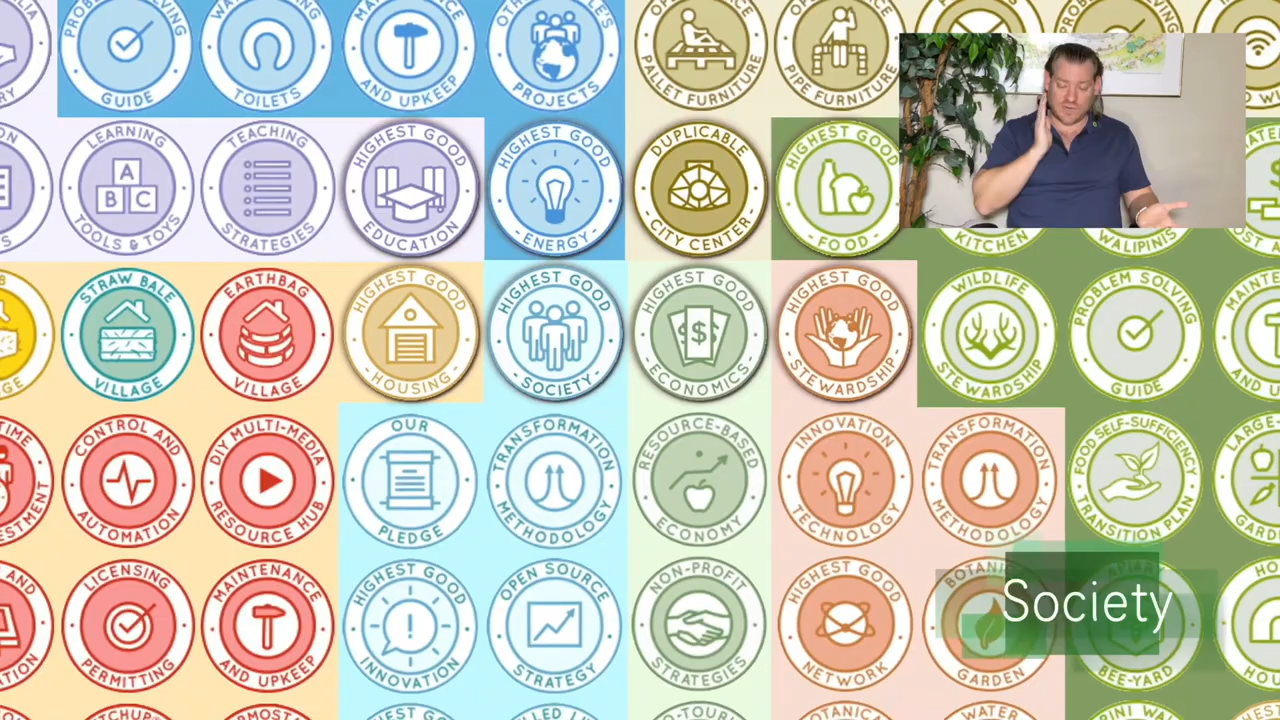 PROBLEM SOLVING GUIDE
TOILETS
AND UPKEEP
PROJECTS
PALLET FURNITURE
PIPE FURNITURE
LEARNING TOOLS & TOYS
TEACHING STRATEGIES
HIGHEST GOOD EDUCATION
HIGHEST GOOD -ENERGY-
DUPLICABLE -CITY CENTER-
HIGHEST GOOD -FOOD-
KITCHEN
A
B C
STRAW BALE VILLAGE
EARTHBAG VILLAGE
HIGHEST GOOD -HOUSING-
HIGHEST GOOD -SOCIETY-
HIGHEST GOOD ECONOMICS
HIGHEST GOOD STEWARDSHIP
WILDLIFE STEWARDSHIP
PROBLEM SOLVING GUIDE
$
CONTROL AND AUTOMATION
DIY MULTI-MEDIA RESOURCE HUB
OUR PLEDGE
TRANSFORMATION METHODOLOGY
RESOURCE-BASED ECONOMY
INNOVATION TECHNOLOGY
TRANSFORMATION METHODOLOGY
FOOD SELF-SUFFICIENCY TRANSITION PLAN
LICENSING PERMITTING
MAINTENANCE AND UPKEEP
HIGHEST GOOD INNOVATION
OPEN SOURCE STRATEGY
NON-PROFIT STRATEGIES
HIGHEST GOOD NETWORK
GARDEN
BEE-YARD
Society